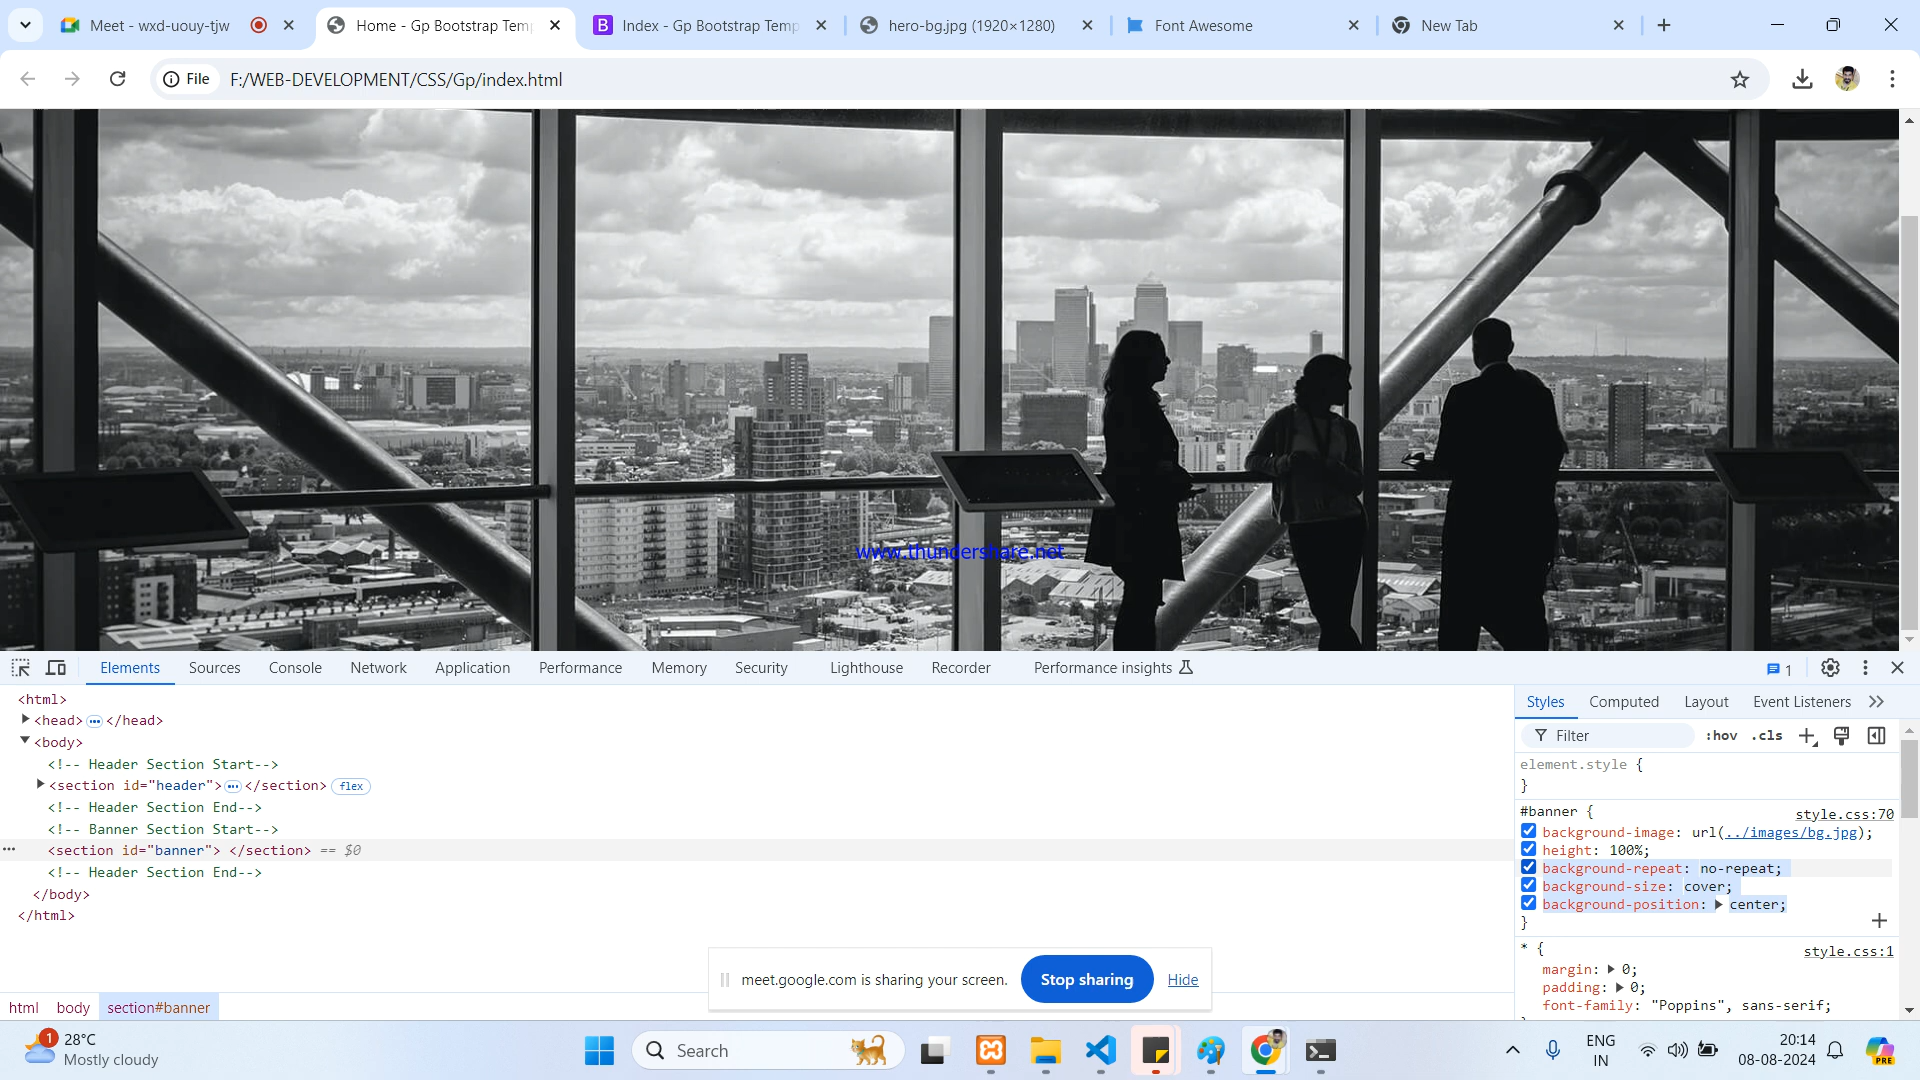 Meet - wxd-uouy-tjw
Home - Gp Bootstrap Temp
Index - Gp Bootstrap Temp
hero-bg.jpg (1920×1280)
Font Awesome
New Tab
File
F:/WEB-DEVELOPMENT/CSS/Gp/index.html
www.thundershare.net
Elements
Sources
Console
Network
Application
Performance
Memory
Security
Lighthouse
Recorder
Performance insights
1
<html>
<head> ••• </head>
<body>
<!-- Header Section Start-->
<section id="header"> ••• </section> flex
<!-- Header Section End-->
<!-- Banner Section Start-->
<section id="banner"> </section> == $0
<!-- Header Section End-->
</body>
</html>
Styles
Computed
Layout
Event Listeners
Filter
:hov
.cls
element.style {
}
#banner {
style.css:70
background-image: url(../images/bg.jpg);
height: 100%;
background-repeat: no-repeat;
background-size: cover;
background-position: center;
}
* {
style.css:1
margin: 0;
padding: 0;
font-family: "Poppins", sans-serif;
meet.google.com is sharing your screen.
Stop sharing
Hide
html
body
section#banner
1
28°C
Mostly cloudy
Search
ENG
IN
20:14
08-08-2024
PRE